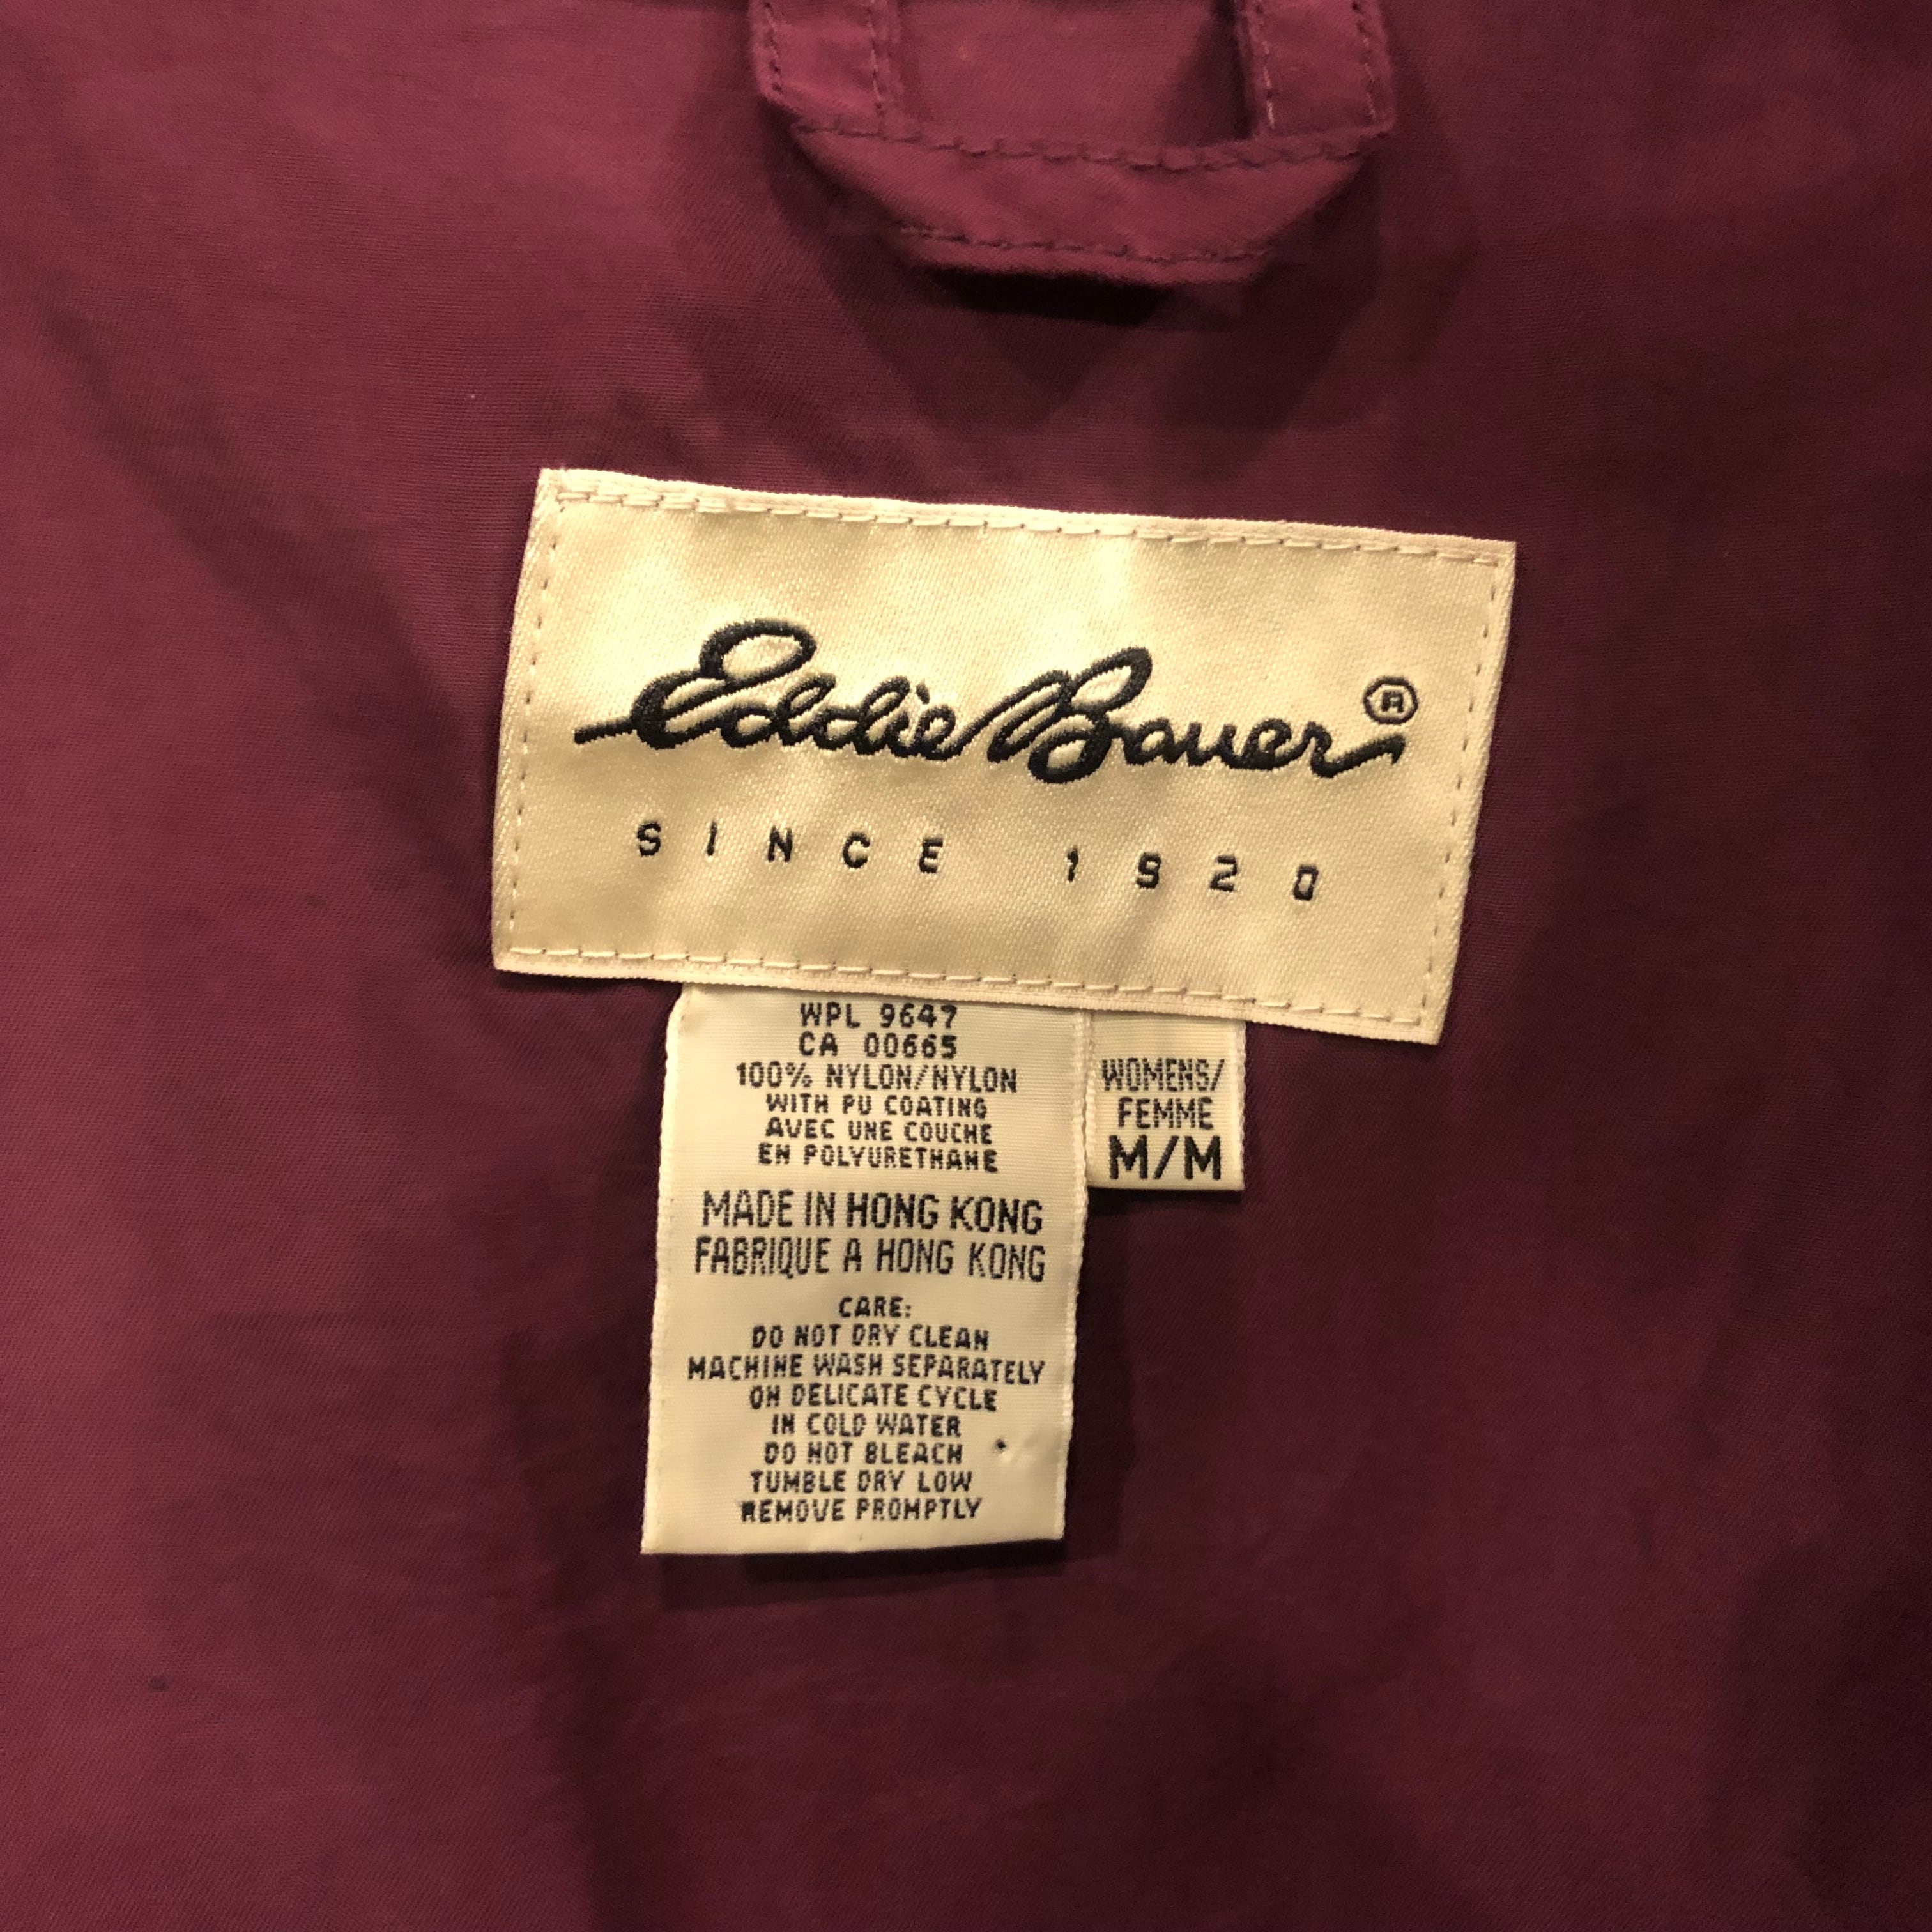 Eddie Bauer®
SINCE 1920
WPL 9647
CA 00665
100% NYLON/NYLON
WITH PU COATING
AVEC UNE COUCHE
EN POLYURETHANE
MADE IN HONG KONG
FABRIQUE A HONG KONG
CARE:
DO NOT DRY CLEAN
MACHINE WASH SEPARATELY
ON DELICATE CYCLE
IN COLD WATER
DO NOT BLEACH
TUMBLE DRY LOW
REMOVE PROMPTLY
WOMENS/
FEMME
M/M